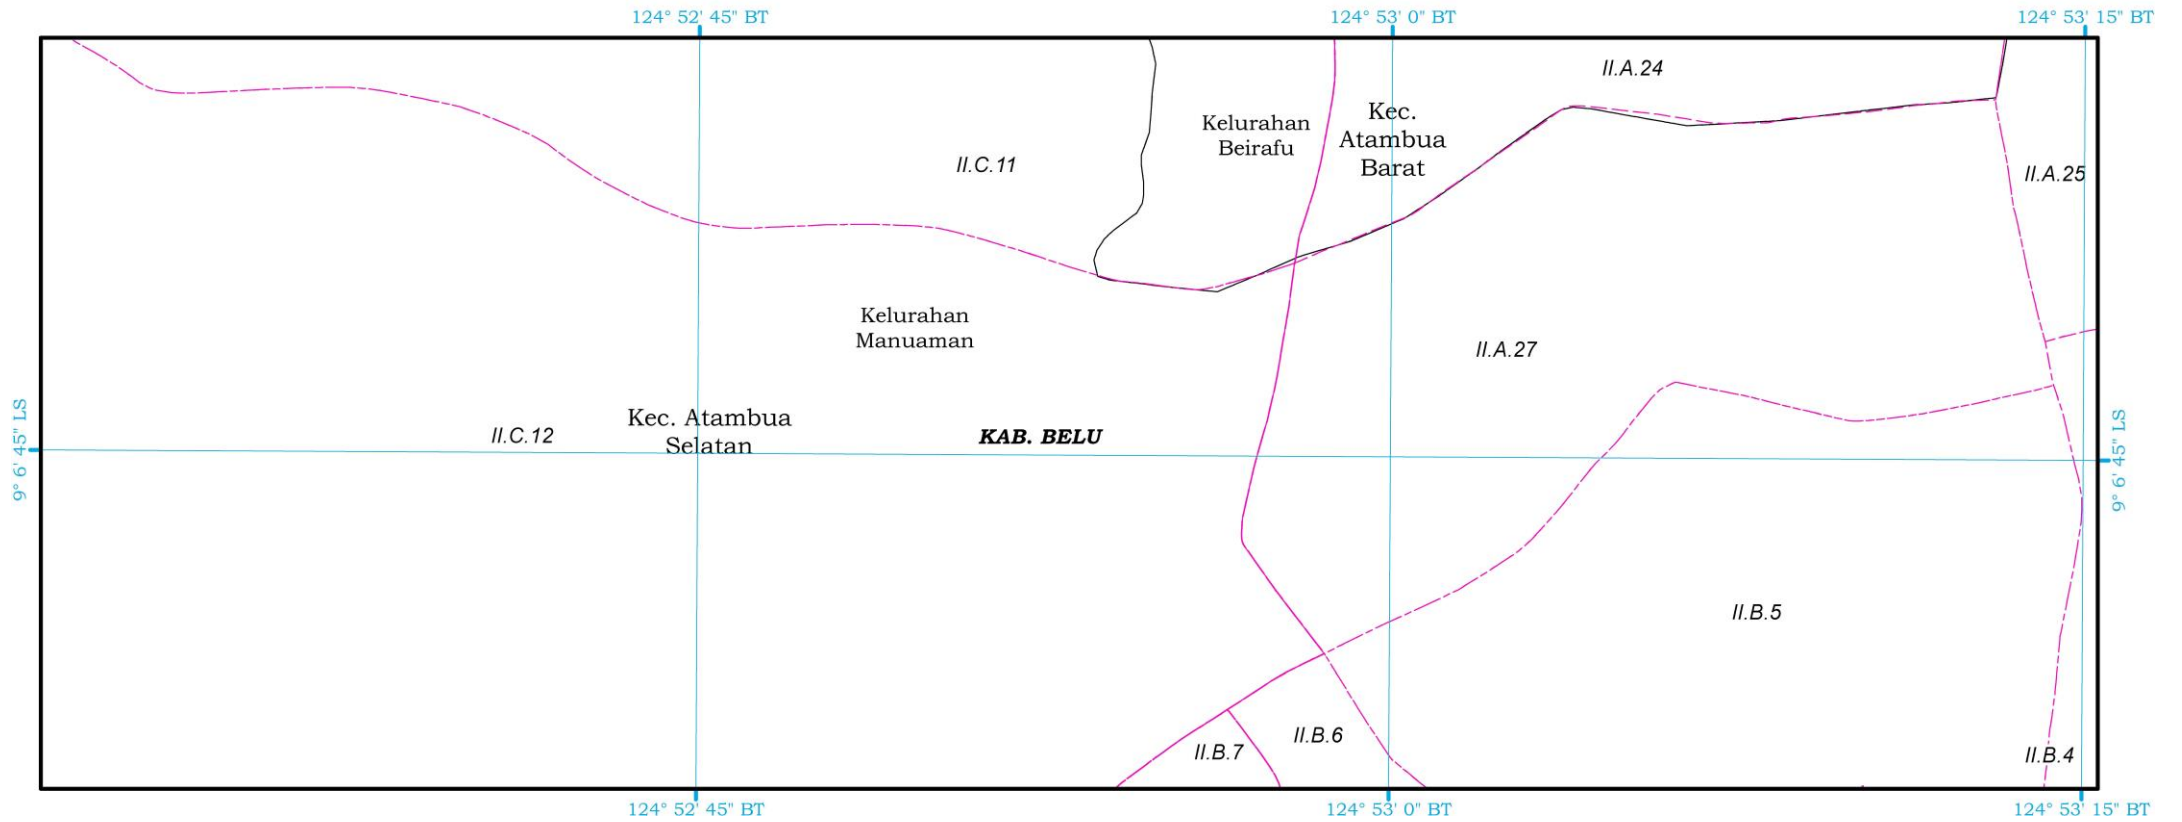 124° 52' 45" BT
124° 53' 0" BT
124° 53' 15" BT
II.A.24
Kec.
Atambua
Barat
Kelurahan
Beirafu
II.C.11
II.A.25
Kelurahan
Manuaman
II.A.27
Kec. Atambua
Selatan
II.C.12
KAB. BELU
9° 6' 45" LS
9° 6' 45" LS
II.B.5
II.B.6
II.B.7
II.B.4
124° 52' 45" BT
124° 53' 0" BT
124° 53' 15" BT